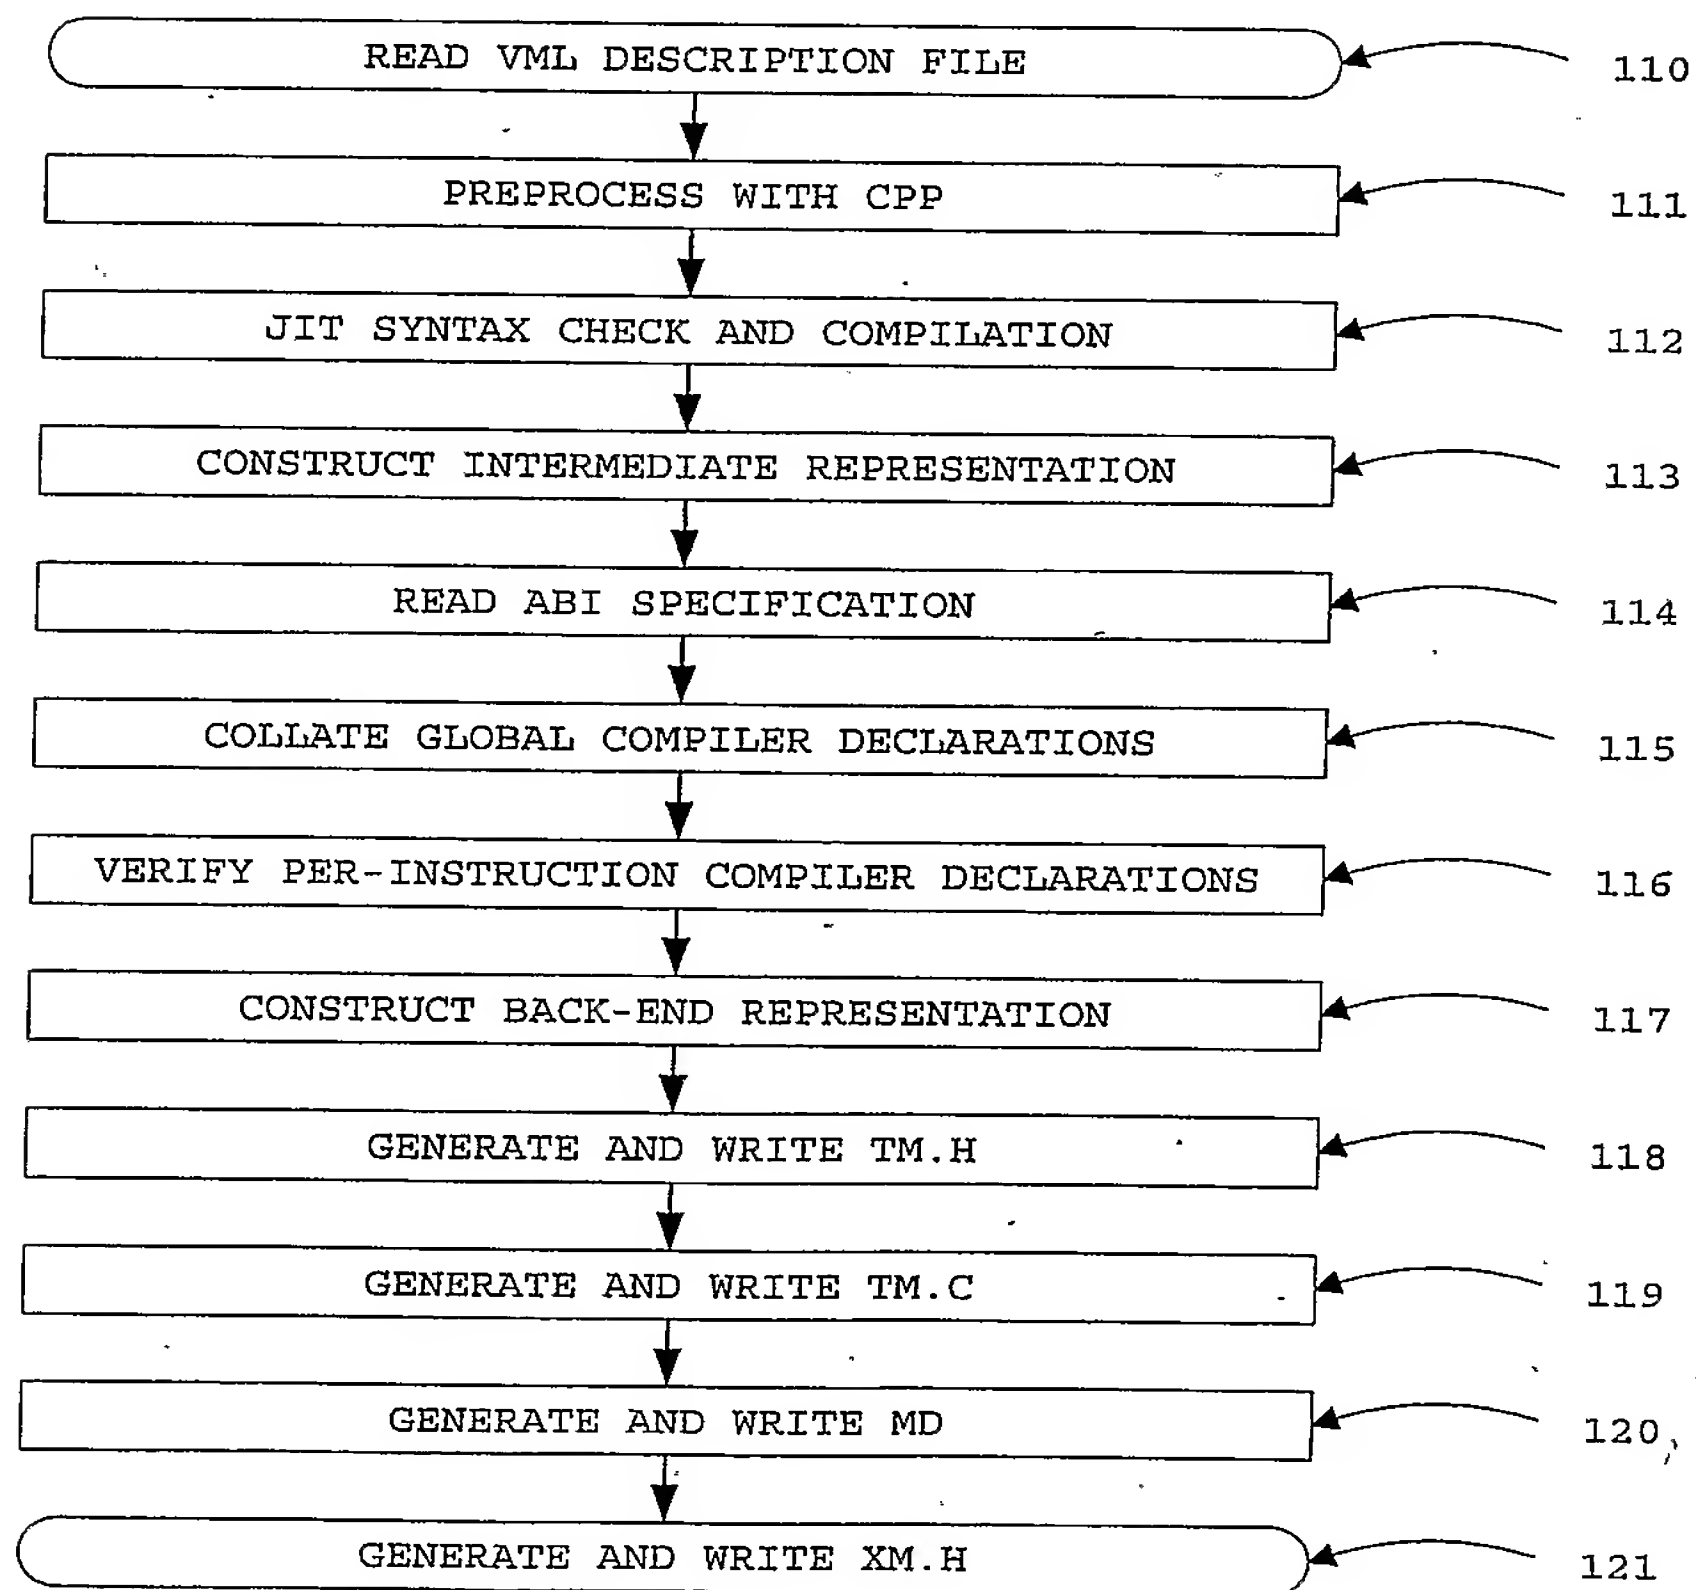 READ VML DESCRIPTION FILE 110
PREPROCESS WITH CPP 111
JIT SYNTAX CHECK AND COMPILATION 112
CONSTRUCT INTERMEDIATE REPRESENTATION 113
READ ABI SPECIFICATION 114
COLLATE GLOBAL COMPILER DECLARATIONS 115
VERIFY PER-INSTRUCTION COMPILER DECLARATIONS 116
CONSTRUCT BACK-END REPRESENTATION 117
GENERATE AND WRITE TM.H 118
GENERATE AND WRITE TM.C 119
GENERATE AND WRITE MD 120
GENERATE AND WRITE XM.H 121